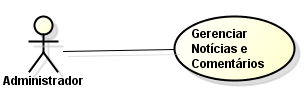 Gerenciar
Notícias e
Comentários
Administrador